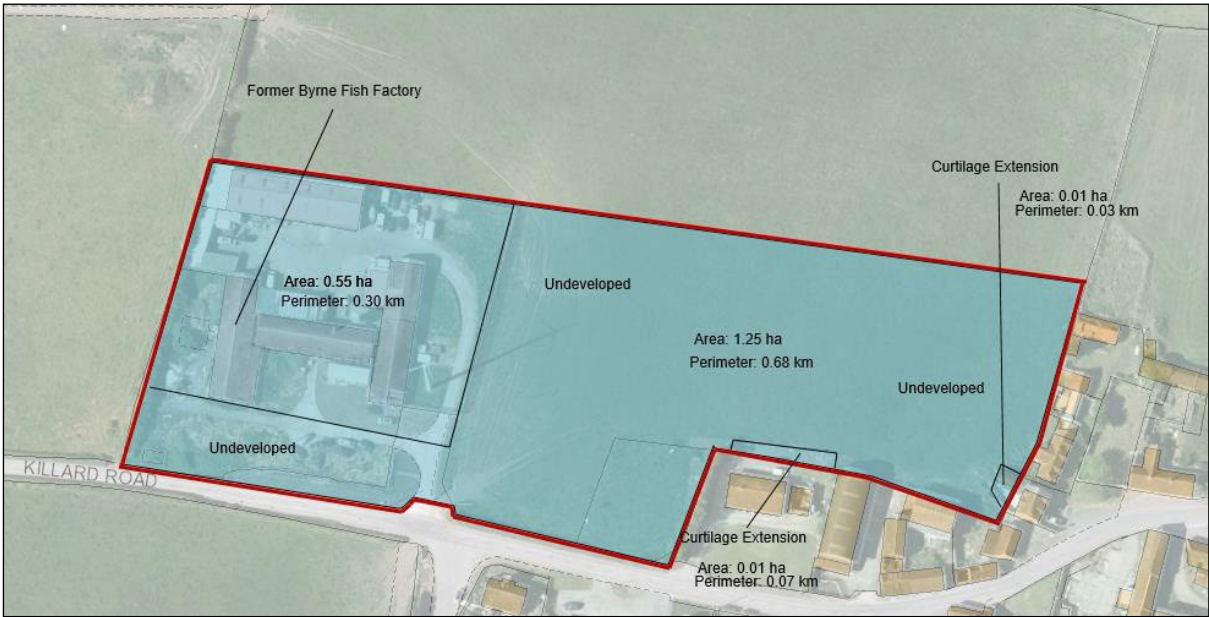 Former Byrne Fish Factory
Curtilage Extension
Area: 0.01 ha
Perimeter: 0.03 km
Area: 0.55 ha
Perimeter: 0.30 km
Undeveloped
Area: 1.25 ha
Perimeter: 0.68 km
Undeveloped
Undeveloped
KILLARD ROAD
Curtilage Extension
Area: 0.01 ha
Perimeter: 0.07 km